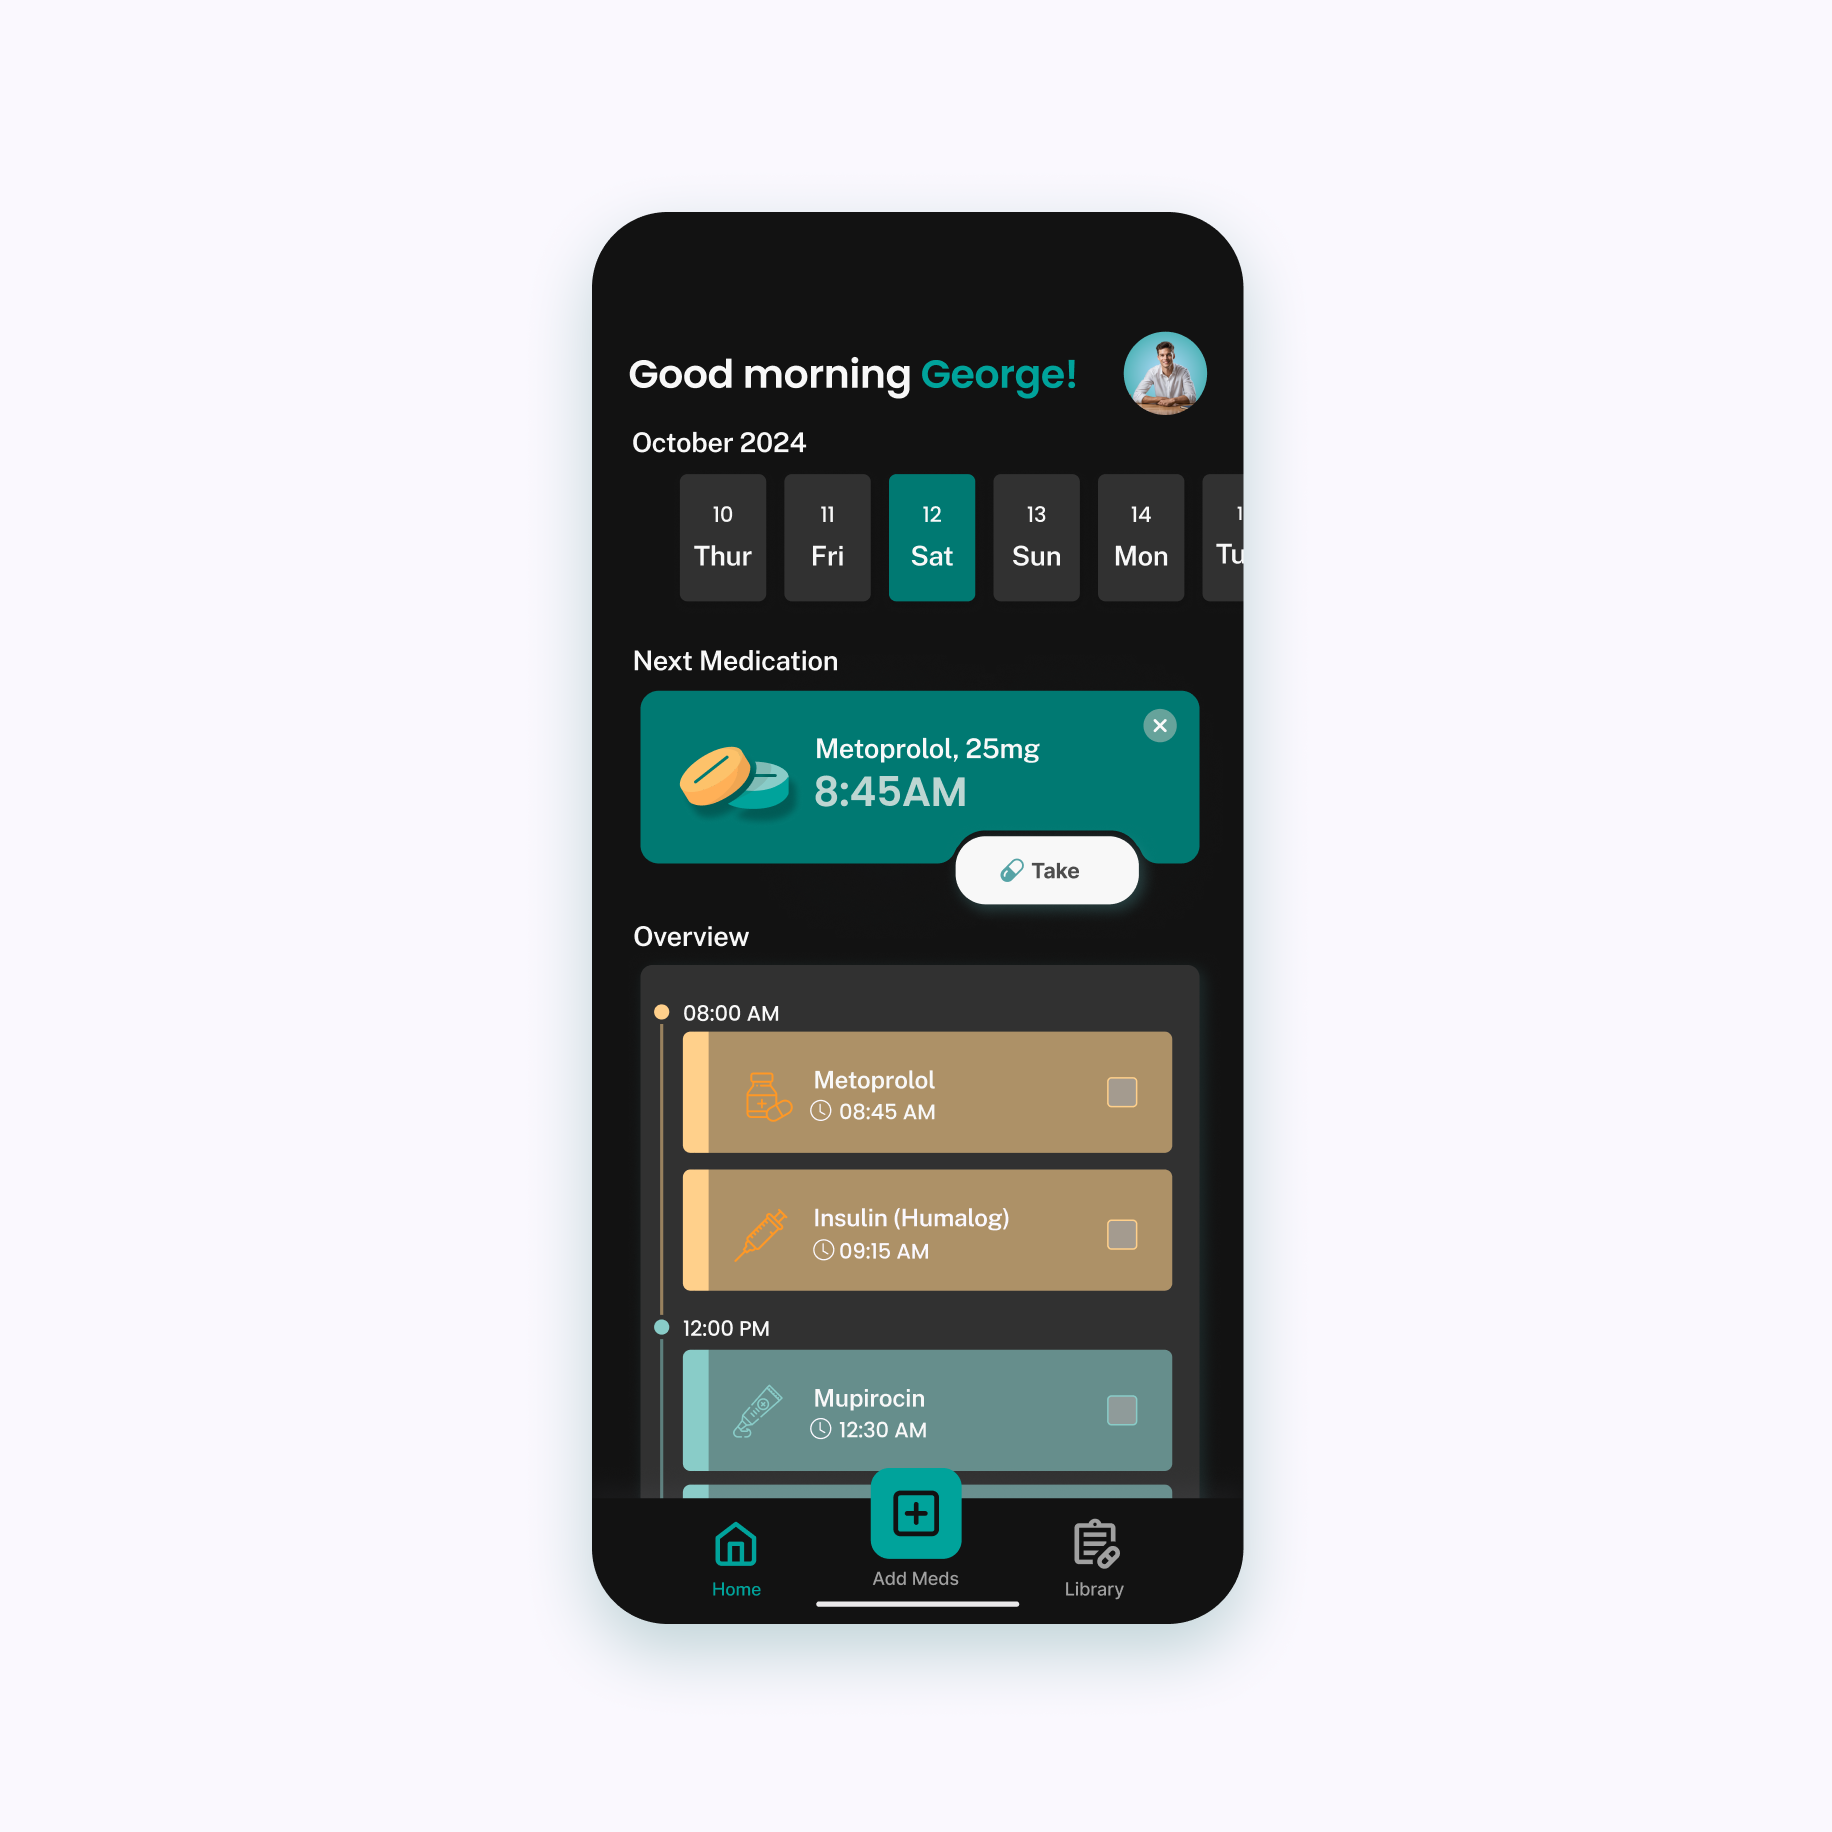 Good morning George!
October 2024
10 11 12 13 14 1
Thur Fri Sat Sun Mon Tu
Next Medication
Metoprolol, 25mg
8:45AM
Take
Overview
08:00 AM
Metoprolol
08:45 AM
Insulin (Humalog)
09:15 AM
12:00 PM
Mupirocin
12:30 AM
Home
Add Meds
Library